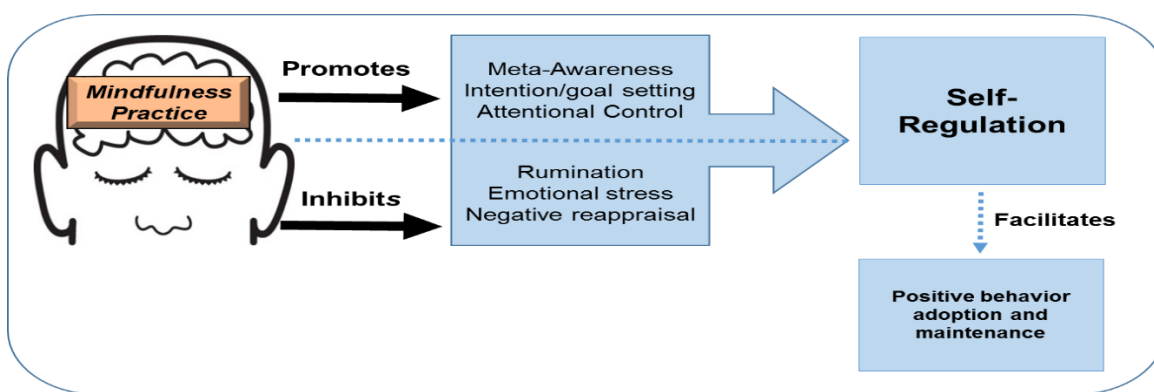 Mindfulness
Practice
Promotes
Inhibits
Meta-Awareness
Intention/goal setting
Attentional Control
Rumination
Emotional stress
Negative reappraisal
Self-
Regulation
Facilitates
Positive behavior
adoption and
maintenance